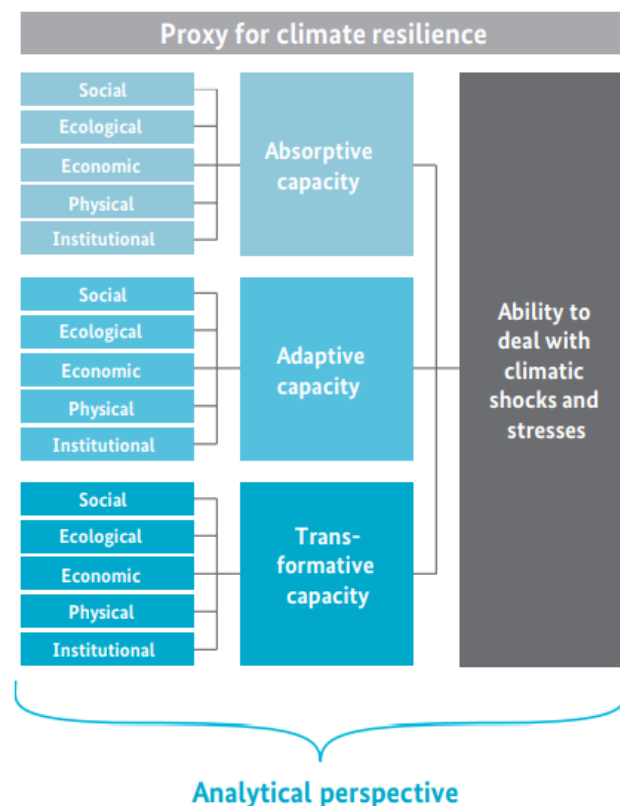 Proxy for climate resilience
Social
Ecological
Economic
Physical
Institutional
Absorptive
capacity
Social
Ecological
Economic
Physical
Institutional
Adaptive
capacity
Social
Ecological
Economic
Physical
Institutional
Trans-
formative
capacity
Ability to
deal with
climatic
shocks and
stresses
Analytical perspective